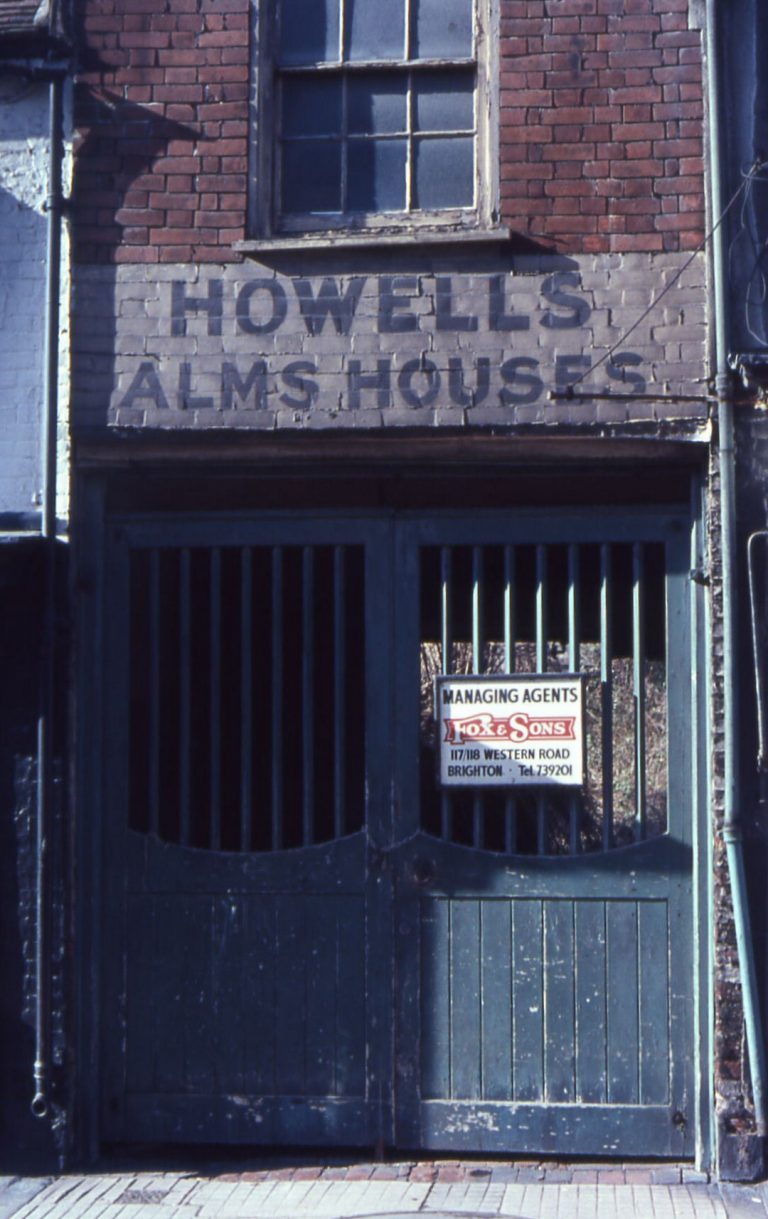 HOWELLS
ALMS HOUSES
MANAGING AGENTS
FOX & SONS
117/118 WESTERN ROAD
BRIGHTON · Tel. 739201